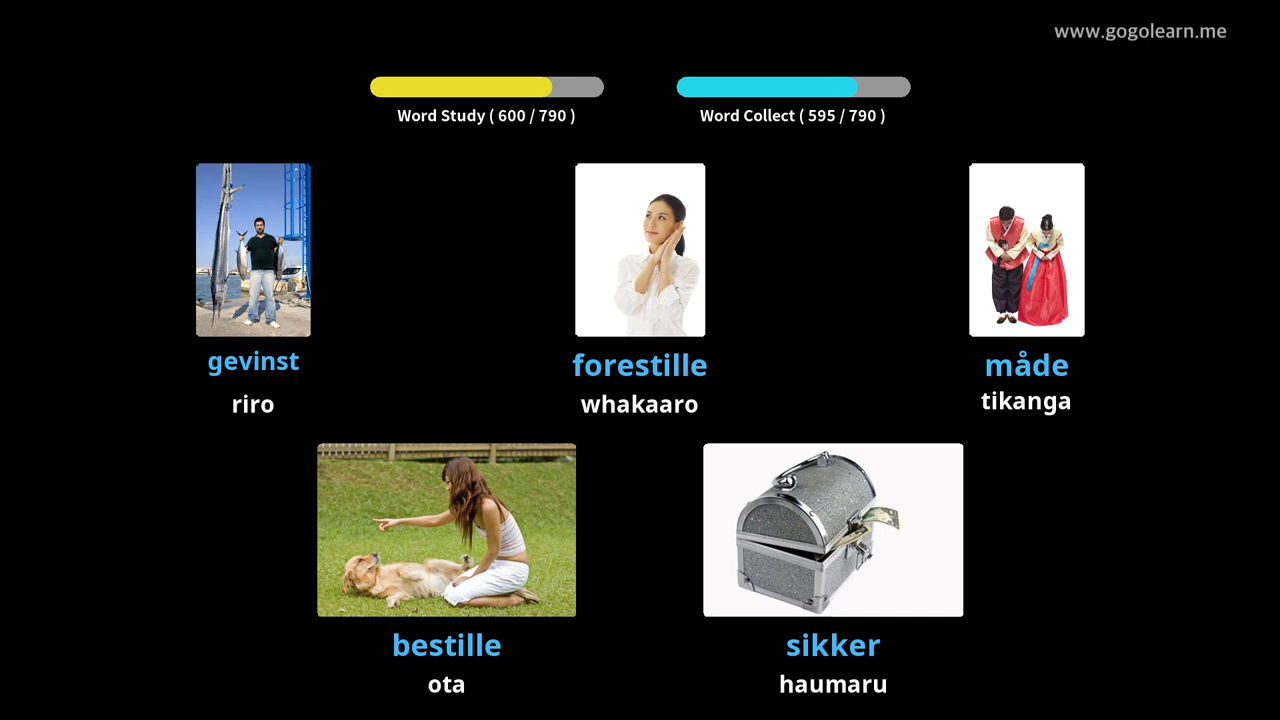 www.gogolearn.me
Word Study ( 600 / 790 )
Word Collect ( 595 / 790 )
gevinst
riro
forestille
whakaaro
måde
tikanga
bestille
ota
sikker
haumaru